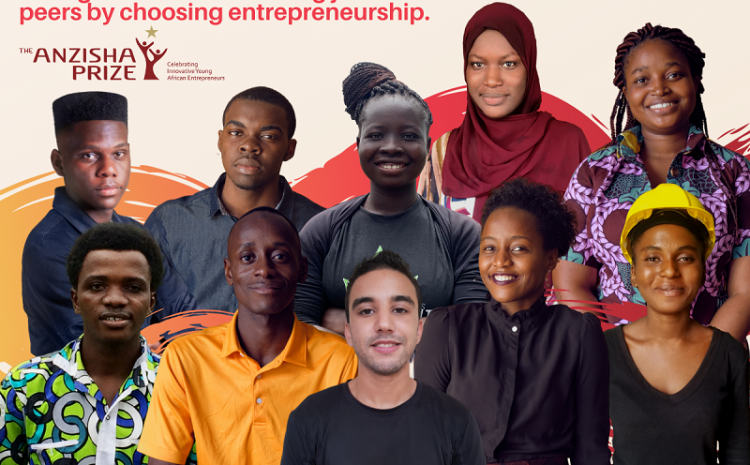 peers by choosing entrepreneurship.
THE ANZISHA
PRIZE
Celebrating
Innovative Young
African Entrepreneurs